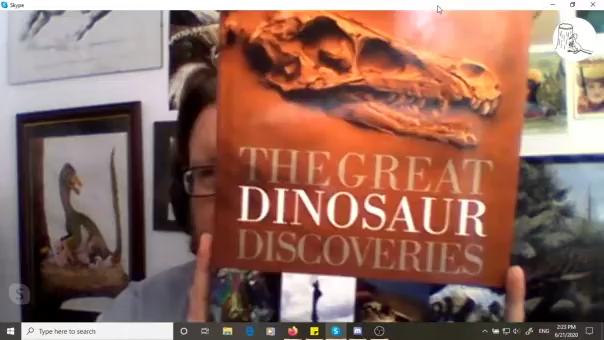 Skype
THE GREAT
DINOSAUR
DISCOVERIES
S
Type here to search
ENG
2:23 PM
6/21/2020